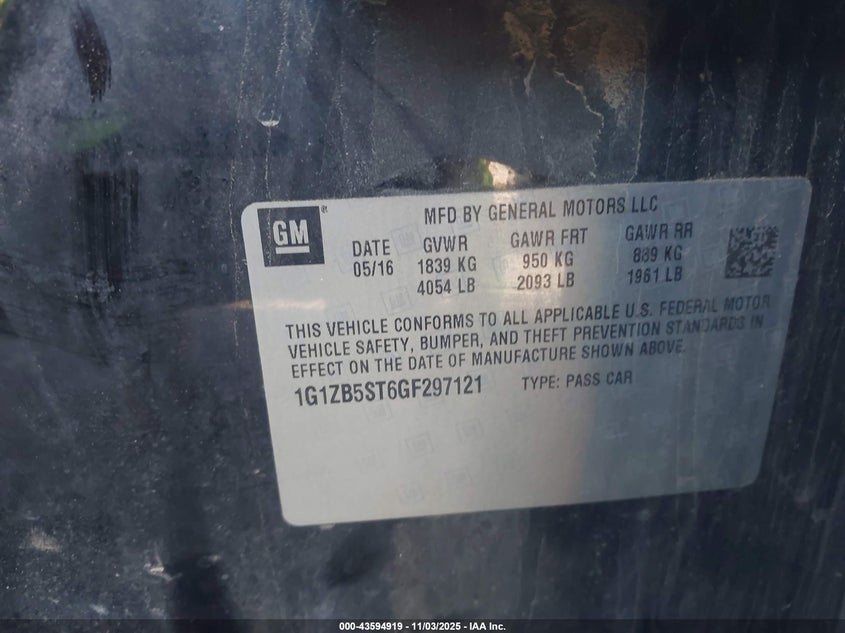 GM
MFD BY GENERAL MOTORS LLC
DATE GVWR GAWR FRT GAWR RR
05/16 1839 KG 950 KG 889 KG
4054 LB 2093 LB 1961 LB
THIS VEHICLE CONFORMS TO ALL APPLICABLE U.S. FEDERAL MOTOR
VEHICLE SAFETY, BUMPER, AND THEFT PREVENTION STANDARDS IN
EFFECT ON THE DATE OF MANUFACTURE SHOWN ABOVE.
1G1ZB5ST6GF297121 TYPE: PASS CAR
000-43594919 - 11/03/2025 - IAA Inc.